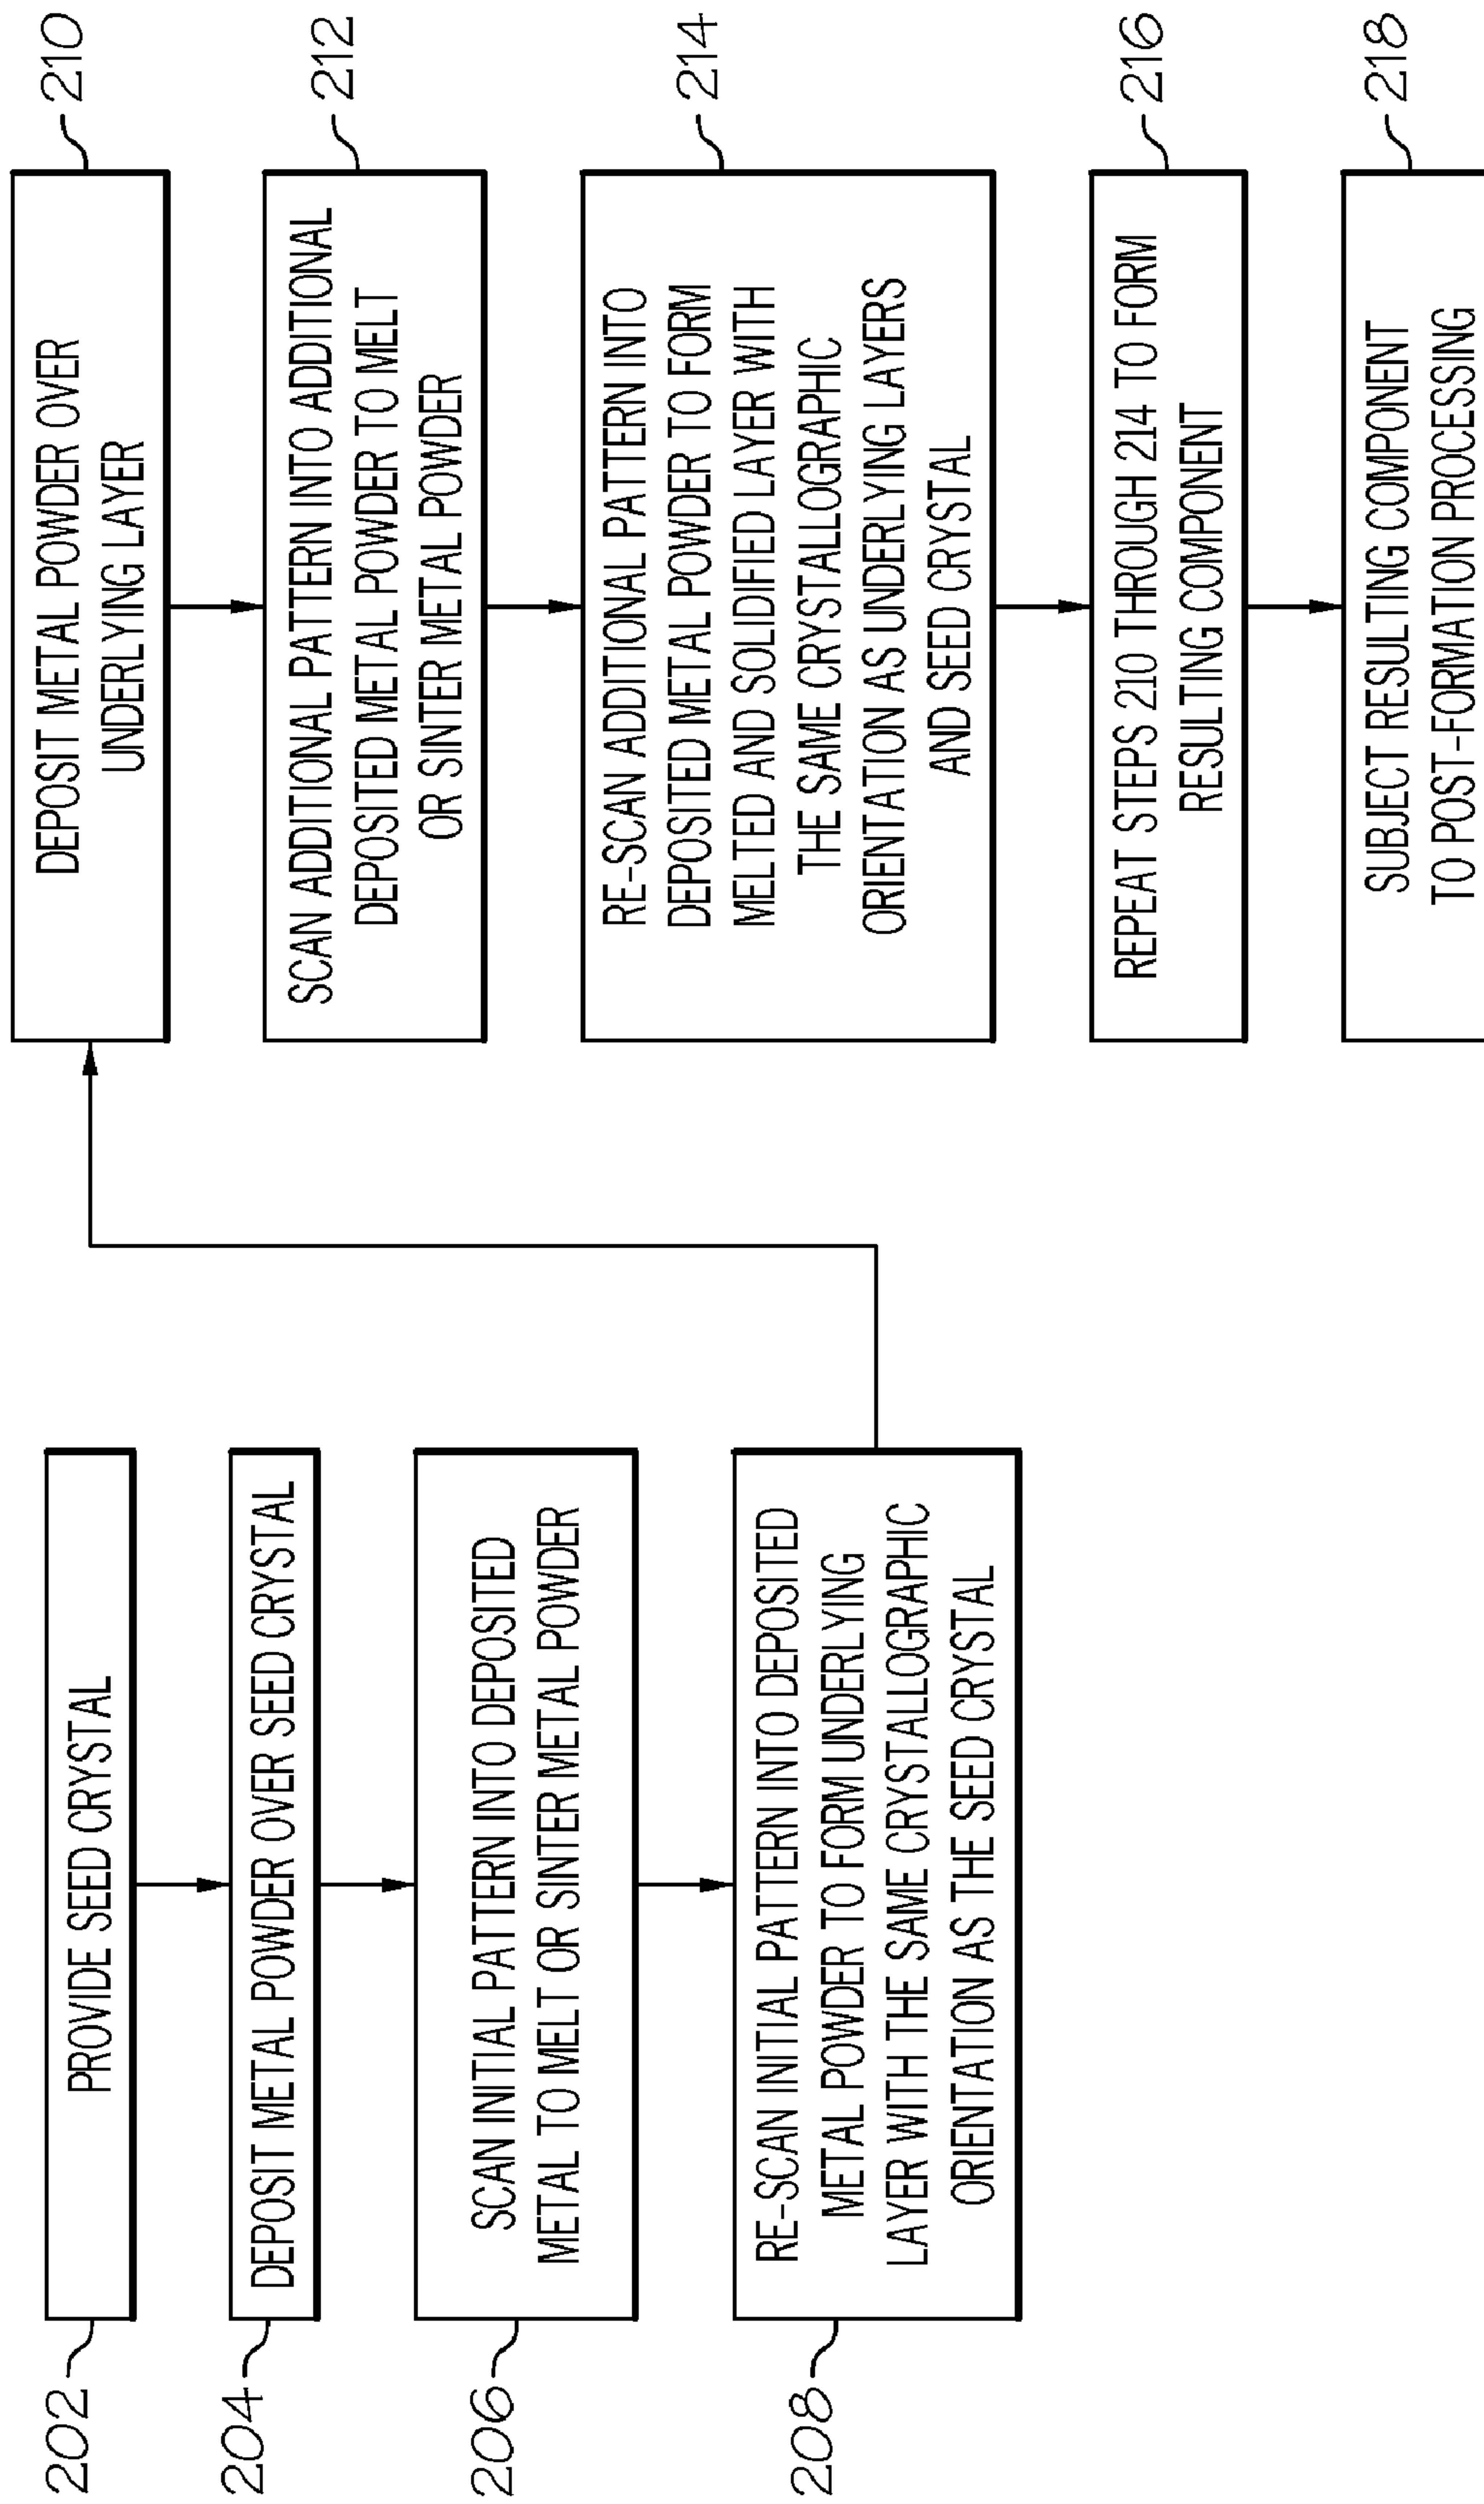 202
PROVIDE SEED CRYSTAL
204
DEPOSIT METAL POWDER OVER SEED CRYSTAL
206
SCAN INITIAL PATTERN INTO DEPOSITED
METAL TO MELT OR SINTER METAL POWDER
208
RE-SCAN INITIAL PATTERN INTO DEPOSITED
METAL POWDER TO FORM UNDERLYING
LAYER WITH THE SAME CRYSTALLOGRAPHIC
ORIENTATION AS THE SEED CRYSTAL
210
DEPOSIT METAL POWDER OVER
UNDERLYING LAYER
212
SCAN ADDITIONAL PATTERN INTO ADDITIONAL
DEPOSITED METAL POWDER TO MELT
OR SINTER METAL POWDER
214
RE-SCAN ADDITIONAL PATTERN INTO
DEPOSITED METAL POWDER TO FORM
MELTED AND SOLIDIFIED LAYER WITH
THE SAME CRYSTALLOGRAPHIC
ORIENTATION AS UNDERLYING LAYERS
AND SEED CRYSTAL
216
REPEAT STEPS 210 THROUGH 214 TO FORM
RESULTING COMPONENT
218
SUBJECT RESULTING COMPONENT
TO POST-FORMATION PROCESSING